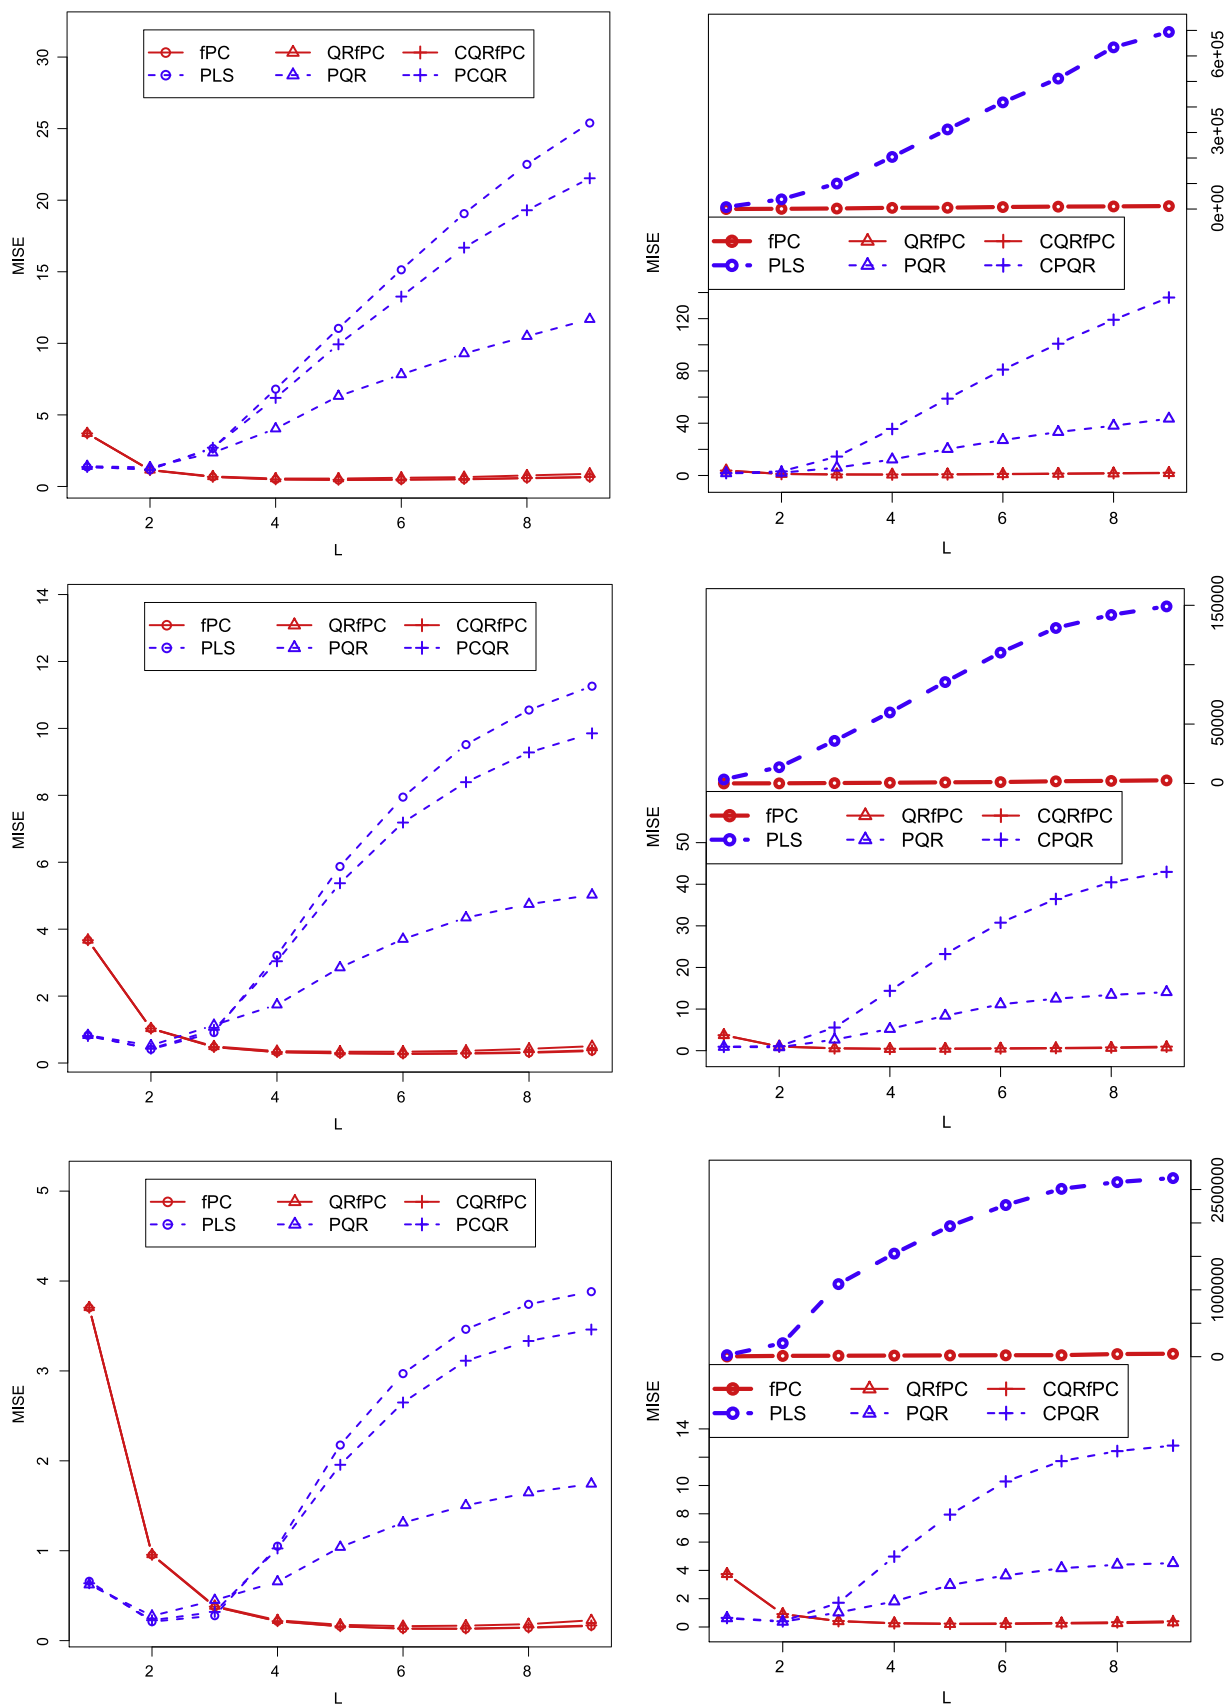 fPC QRfPC CQRfPC
PLS PQR PCQR
MISE
30
25
20
15
10
5
0
2 4 6 8
L
6e+05
3e+05
0e+00
fPC QRfPC CQRfPC
PLS PQR CPQR
MISE
120
80
40
0
2 4 6 8
L
fPC QRfPC CQRfPC
PLS PQR PCQR
MISE
14
12
10
8
6
4
2
0
2 4 6 8
L
150000
50000
0
fPC QRfPC CQRfPC
PLS PQR CPQR
MISE
50
40
30
20
10
0
2 4 6 8
L
fPC QRfPC CQRfPC
PLS PQR PCQR
MISE
5
4
3
2
1
0
2 4 6 8
L
2500000
1000000
0
fPC QRfPC CQRfPC
PLS PQR CPQR
MISE
14
10
8
6
4
2
0
2 4 6 8
L